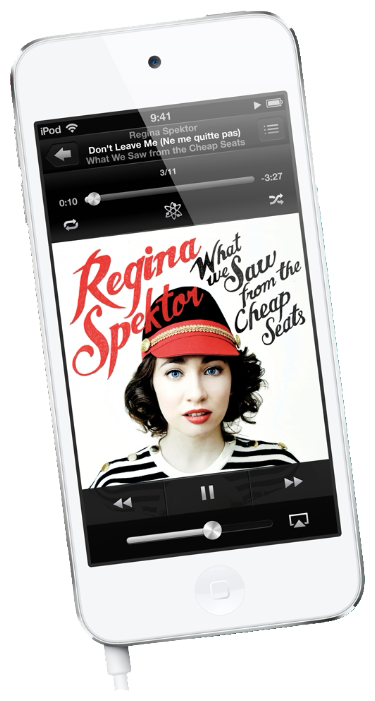 9:41
iPod
Regina Spektor
Don't Leave Me (Ne me quitte pas)
What We Saw from the Cheap Seats
3/11
0:10
-3:27
Regina
Spektor
What
we Saw
from the
Cheap
Seats